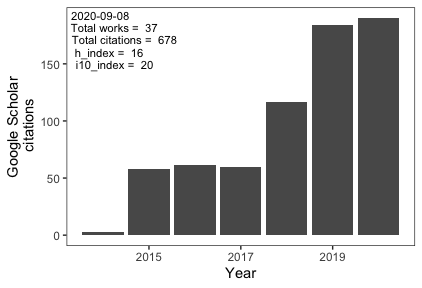 2020-09-08
Total works = 37
Total citations = 678
h_index = 16
i10_index = 20
150
100
50
0
Google Scholar
citations
2015
2017
2019
Year